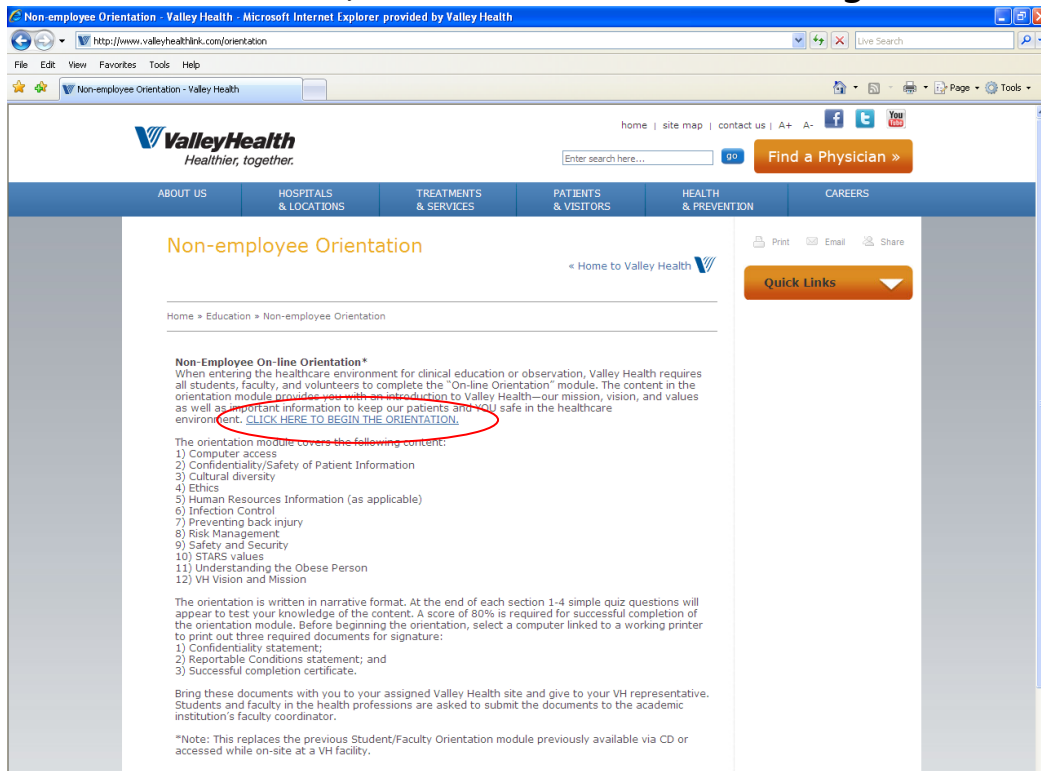 Non-employee Orientation - Valley Health - Microsoft Internet Explorer provided by Valley Health
http://www.valleyhealthlink.com/orientation
Live Search
File Edit View Favorites Tools Help
Non-employee Orientation - Valley Health
Page Tools
home | site map | contact us | A+ A-
You
Tube
ValleyHealth
Healthier, together.
Enter search here...
go
Find a Physician »
ABOUT US
HOSPITALS
& LOCATIONS
TREATMENTS
& SERVICES
PATIENTS
& VISITORS
HEALTH
& PREVENTION
CAREERS
Non-employee Orientation
« Home to Valley Health
Print Email Share
Quick Links
Home » Education » Non-employee Orientation
Non-Employee On-line Orientation*
When entering the healthcare environment for clinical education or observation, Valley Health requires
all students, faculty, and volunteers to complete the "On-line Orientation" module. The content in the
orientation module provides you with an introduction to Valley Health—our mission, vision, and values
as well as important information to keep our patients and YOU safe in the healthcare
environment. CLICK HERE TO BEGIN THE ORIENTATION.
The orientation module covers the following content:
1) Computer access
2) Confidentiality/Safety of Patient Information
3) Cultural diversity
4) Ethics
5) Human Resources Information (as applicable)
6) Infection Control
7) Preventing back injury
8) Risk Management
9) Safety and Security
10) STARS values
11) Understanding the Obese Person
12) VH Vision and Mission
The orientation is written in narrative format. At the end of each section 1-4 simple quiz questions will
appear to test your knowledge of the content. A score of 80% is required for successful completion of
the orientation module. Before beginning the orientation, select a computer linked to a working printer
to print out three required documents for signature:
1) Confidentiality statement;
2) Reportable Conditions statement; and
3) Successful completion certificate.
Bring these documents with you to your assigned Valley Health site and give to your VH representative.
Students and faculty in the health professions are asked to submit the documents to the academic
institution's faculty coordinator.
*Note: This replaces the previous Student/Faculty Orientation module previously available via CD or
accessed while on-site at a VH facility.